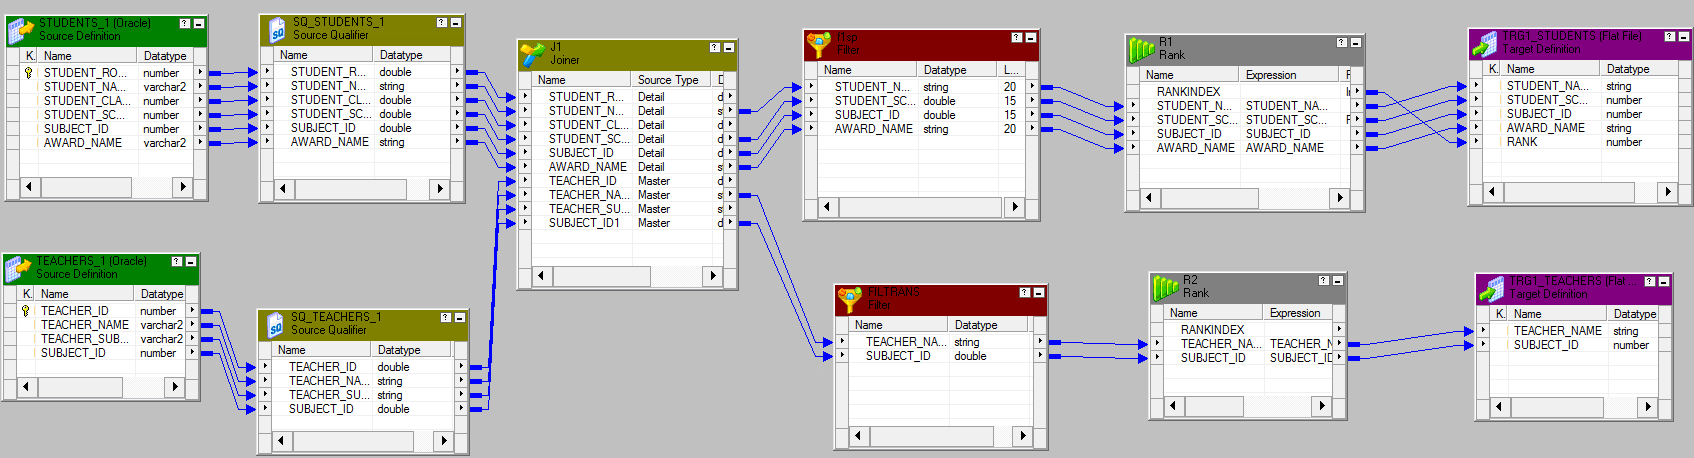 STUDENTS_1 (Oracle)
Source Definition
K. Name Datatype
STUDENT_RO... number
STUDENT_NA... varchar2
STUDENT_CLA... number
STUDENT_SC... number
SUBJECT_ID number
AWARD_NAME varchar2
SQ_STUDENTS_1
Source Qualifier
Name Datatype
STUDENT_R... double
STUDENT_N... string
STUDENT_CL... double
STUDENT_SC... double
SUBJECT_ID double
AWARD_NAME string
J1
Joiner
Name Source Type D
STUDENT_R... Detail d
STUDENT_N... Detail s
STUDENT_CL... Detail d
STUDENT_SC... Detail d
SUBJECT_ID Detail d
AWARD_NAME Detail s
TEACHER_ID Master d
TEACHER_NA... Master s
TEACHER_SU... Master s
SUBJECT_ID1 Master d
Filter
Name Datatype L...
STUDENT_N... string 20
STUDENT_SC... double 15
SUBJECT_ID double 15
AWARD_NAME string 20
R1
Rank
Name Expression
RANKINDEX
STUDENT_N... STUDENT_NA...
STUDENT_SC... STUDENT_SC...
SUBJECT_ID SUBJECT_ID
AWARD_NAME AWARD_NAME
TRG1_STUDENTS (Flat File)
Target Definition
K. Name Datatype
STUDENT_NA... string
STUDENT_SC... number
SUBJECT_ID number
AWARD_NAME string
RANK number
TEACHERS_1 (Oracle)
Source Definition
K. Name Datatype
TEACHER_ID number
TEACHER_NAME varchar2
TEACHER_SUB... varchar2
SUBJECT_ID number
SQ_TEACHERS_1
Source Qualifier
Name Datatype
TEACHER_ID double
TEACHER_NA... string
TEACHER_SU... string
SUBJECT_ID double
FILTRANS
Filter
Name Datatype
TEACHER_NA... string
SUBJECT_ID double
R2
Rank
Name Expression
RANKINDEX
TEACHER_NA... TEACHER_N
SUBJECT_ID SUBJECT_ID
TRG1_TEACHERS (Flat ...
Target Definition
K. Name Datatype
TEACHER_NAME string
SUBJECT_ID number